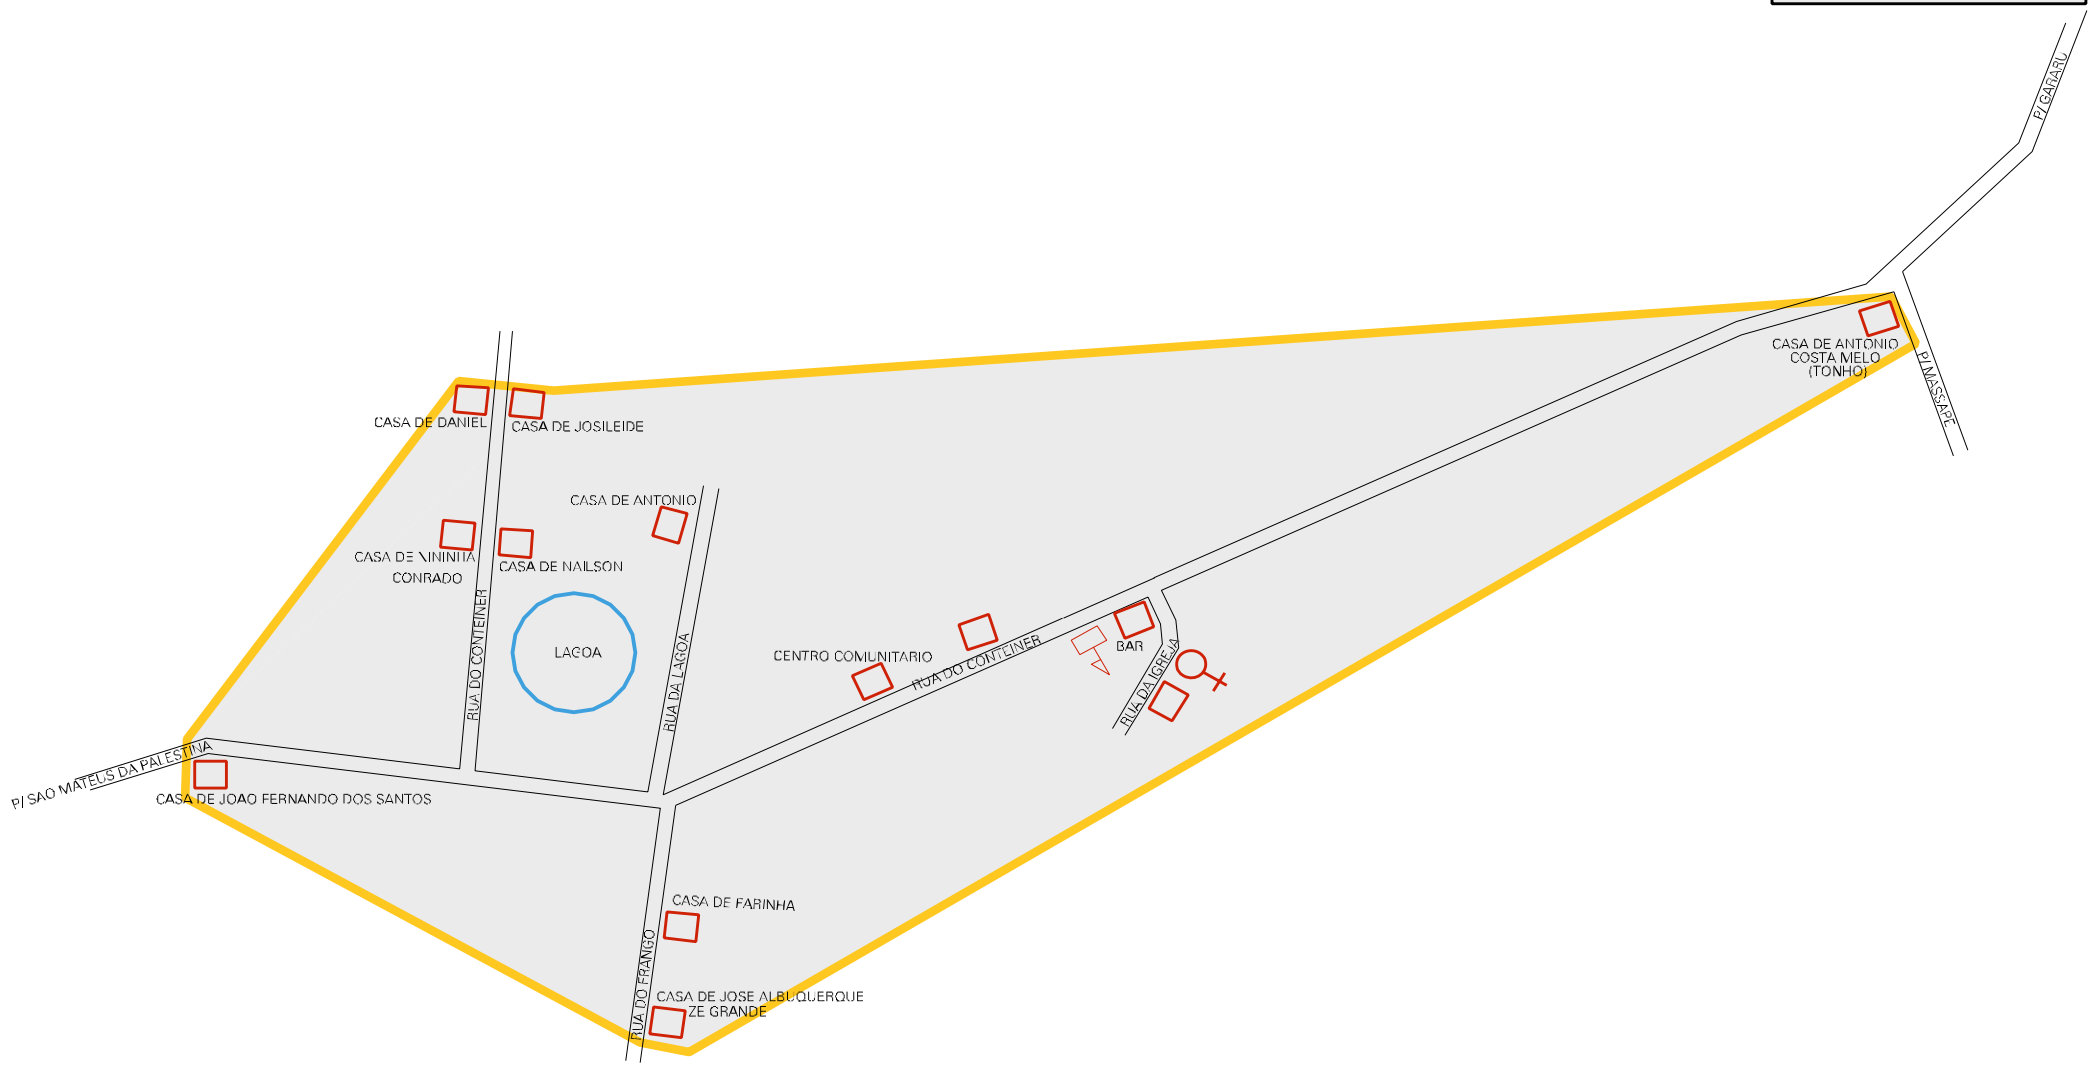 P/ GARARU
CASA DE ANTONIO
COSTA MELO
(TONHO)
P/ MASSAPE
CASA DE DANIEL
CASA DE JOSILEIDE
CASA DE ANTONIO
CASA DE NININHA
CONRADO
CASA DE NAILSON
RUA DO CONTEINER
LAGOA
RUA DA LAGOA
CENTRO COMUNITARIO
RUA DO CONTEINER
BAR
RUA DA IGREJA
P/ SAO MATEUS DA PALESTINA
CASA DE JOAO FERNANDO DOS SANTOS
CASA DE FARINHA
RUA DO FRANGO
CASA DE JOSE ALBUQUERQUE
ZE GRANDE